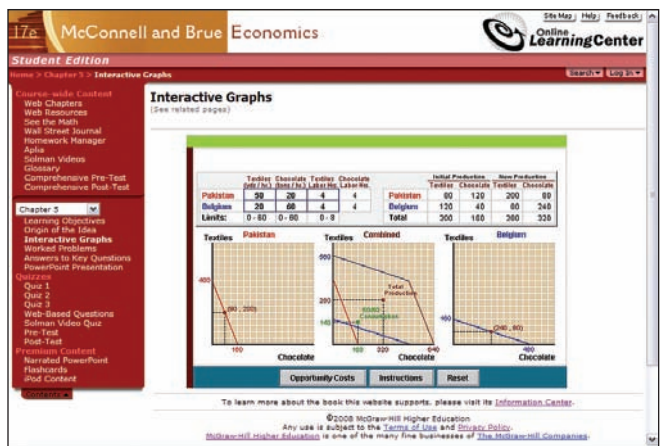 Site Map | Help | Feedback
17e McConnell and Brue Economics
Online LearningCenter
Student Edition
Home > Chapter 5 > Interactive Graphs
Search Log In
Course-wide Content
Web Chapters
Web Resources
See the Math
Wall Street Journal
Homework Manager
Aplia
Solman Videos
Glossary
Comprehensive Pre-Test
Comprehensive Post-Test
Chapter 5
Learning Objectives
Origin of the Idea
Interactive Graphs
Worked Problems
Answers to Key Questions
PowerPoint Presentation
Quizzes
Quiz 1
Quiz 2
Quiz 3
Web-Based Questions
Solman Video Quiz
Pre-Test
Post-Test
Premium Content
Narrated PowerPoint
Flashcards
iPod Content
Contents
Interactive Graphs
(See related pages)
Textiles Chocolate Textiles Chocolate
(yds / hr.) (tons / hr.) Labor Hrs. Labor Hrs.
Pakistan 50 20 4 4
Belgium 20 60 4 4
Limits: 0 - 60 0 - 60 0 - 8
Initial Production New Production
Textiles Chocolate Textiles Chocolate
Pakistan 80 120 200 80
Belgium 120 40 60 240
Total 200 160 320
Textiles Pakistan
400
(80 , 200)
160
Chocolate
Textiles Combined
560
Total Production
280
140
160 320 640
Chocolate
Textiles Belgium
160
(240 , 80)
480
Chocolate
Opportunity Costs Instructions Reset
To learn more about the book this website supports, please visit its Information Center.
©2008 McGraw-Hill Higher Education
Any use is subject to the Terms of Use and Privacy Policy.
McGraw-Hill Higher Education is one of the many fine businesses of The McGraw-Hill Companies.